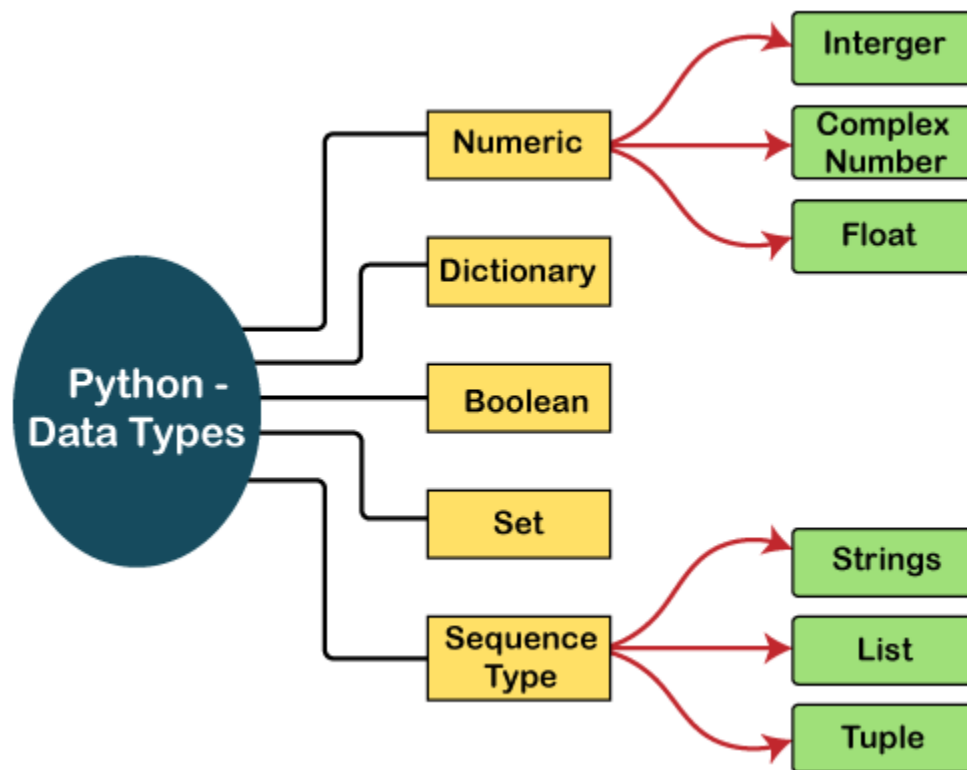 Python -
Data Types
Numeric
Dictionary
Boolean
Set
Sequence
Type
Interger
Complex
Number
Float
Strings
List
Tuple